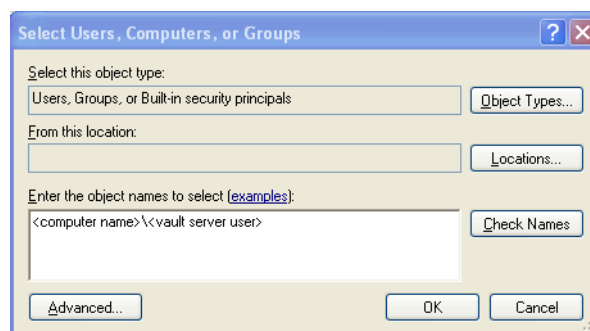 Select Users, Computers, or Groups
Select this object type:
Users, Groups, or Built-in security principals
Object Types...
From this location:
Locations...
Enter the object names to select (examples):
<computer name>\<vault server user>
Check Names
Advanced...
OK
Cancel